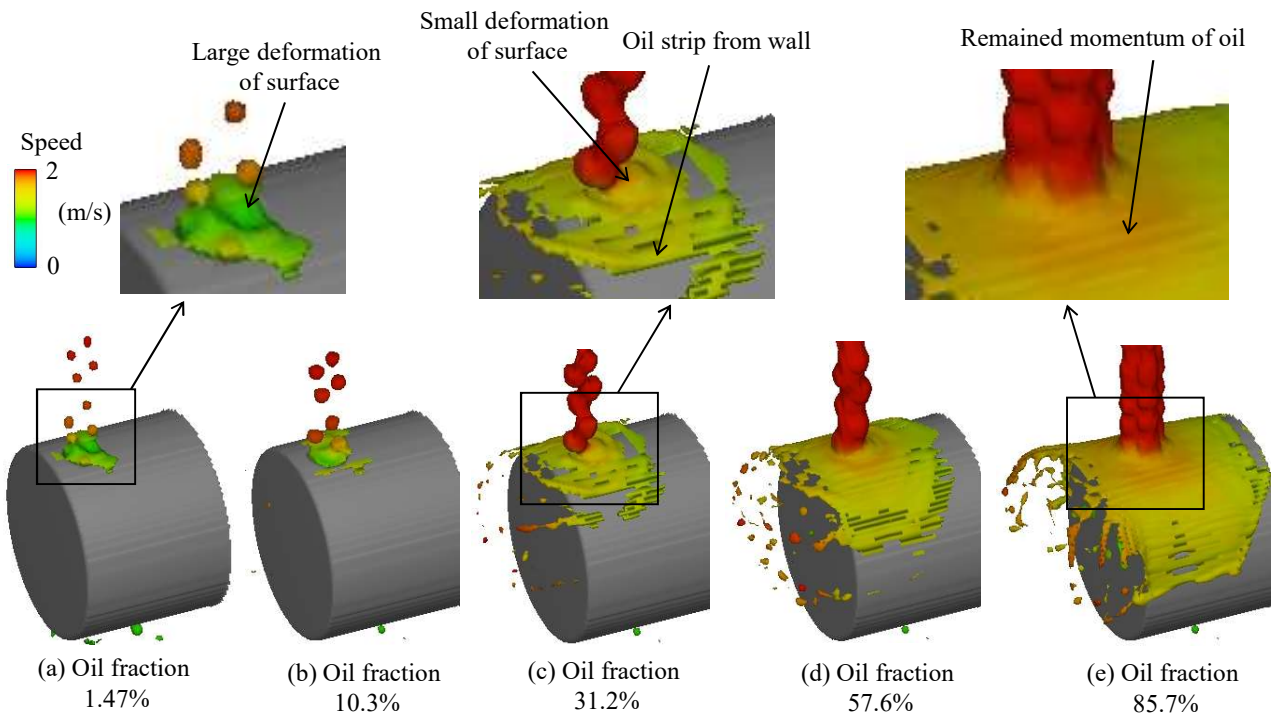 Large deformation
of surface
Small deformation
of surface
Oil strip from wall
Remained momentum of oil
Speed
2
(m/s)
0
(a) Oil fraction
1.47%
(b) Oil fraction
10.3%
(c) Oil fraction
31.2%
(d) Oil fraction
57.6%
(e) Oil fraction
85.7%